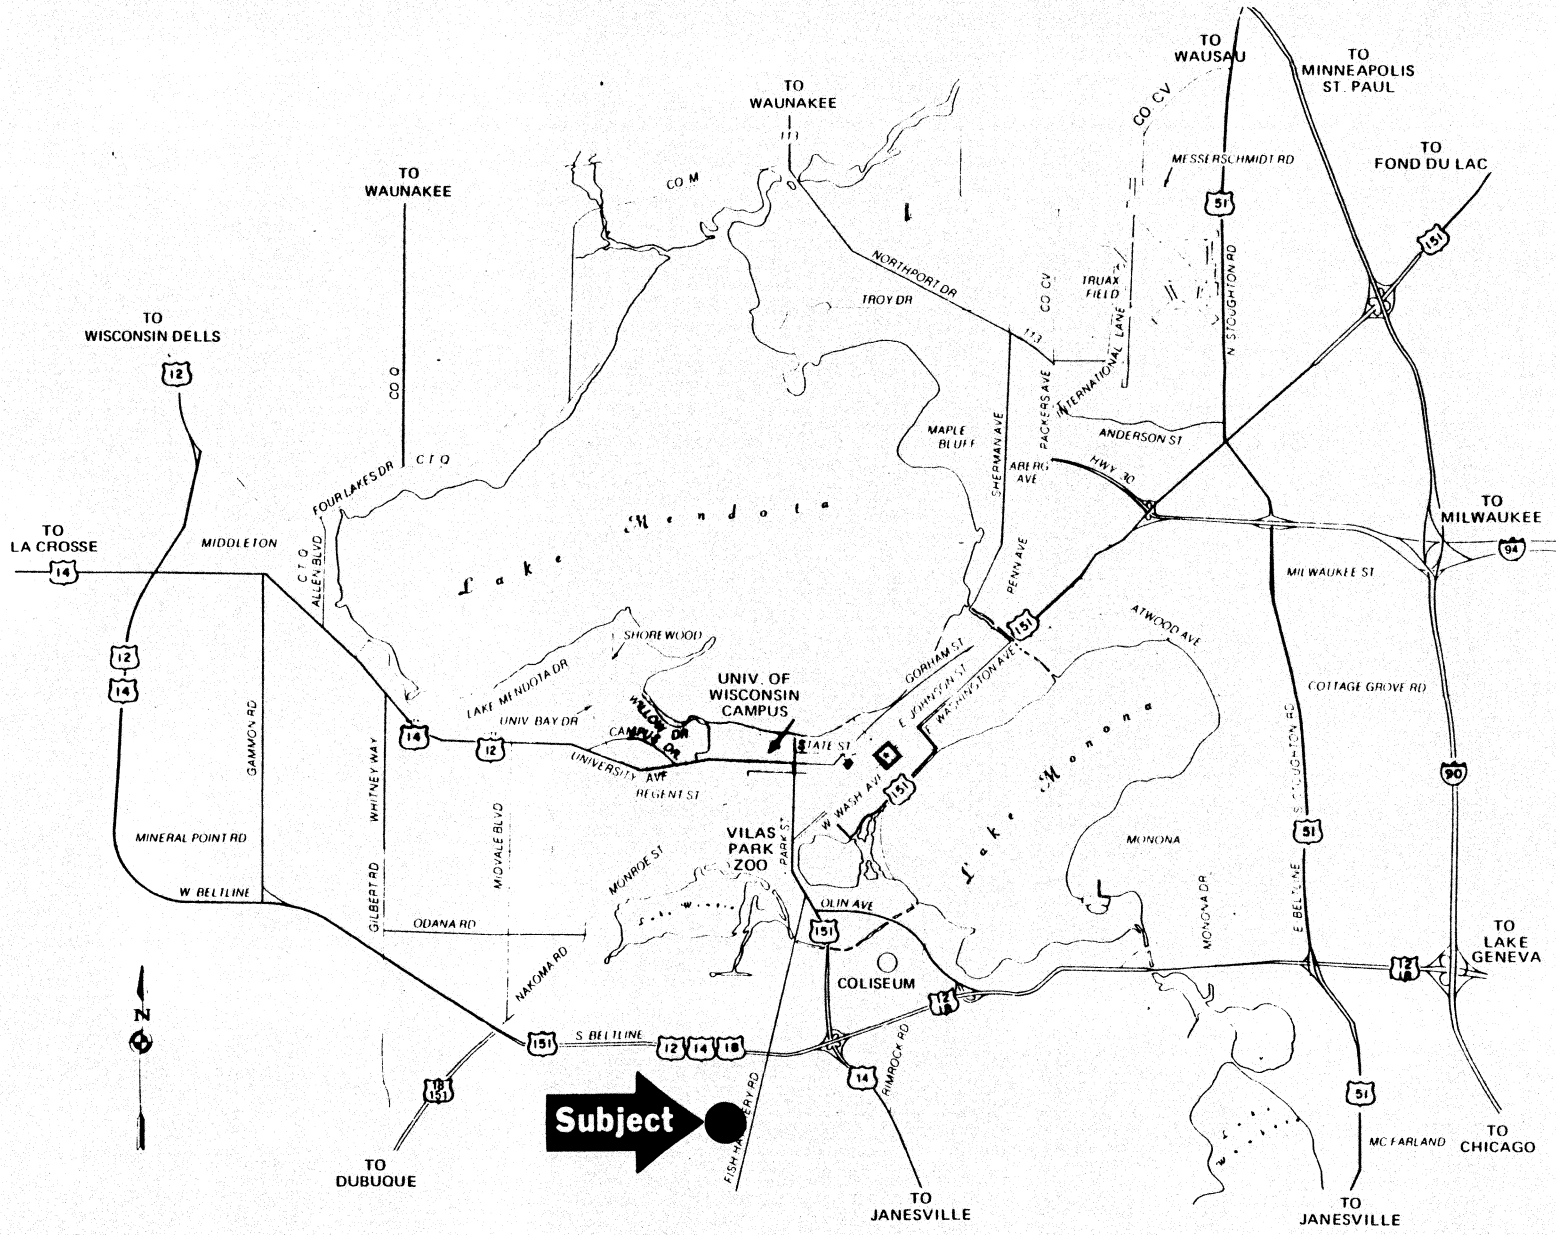 TO
WAUSAU
TO
MINNEAPOLIS
ST. PAUL
TO
WAUNAKEE
113
CO CV
MESSERSCHMIDT RD
TO
FOND DU LAC
TO
WAUNAKEE
CO M
51
151
NORTHPORT DR
TROY DR
CO CV
TRUAX
FIELD
N STOUGHTON RD
TO
WISCONSIN DELLS
12
CO Q
113
INTERNATIONAL LANE
PACKERS AVE
SHERMAN AVE
MAPLE
BLUFF
ANDERSON ST
ABERG
AVE
HWY 30
FOUR LAKES DR
C T Q
Lake Mendota
TO
LA CROSSE
14
MIDDLETON
C T Q
ALLEN BLVD
TO
MILWAUKEE
94
PENN AVE
MILWAUKEE ST
151
ATWOOD AVE
SHOREWOOD
LAKE MENDOTA DR
UNIV BAY DR
WILLOW DR
CAMPUS DR
UNIV. OF
WISCONSIN
CAMPUS
GORHAM ST
E JOHNSON ST
E WASHINGTON AVE
COTTAGE GROVE RD
12
14
GAMMON RD
WHITNEY WAY
14
12
UNIVERSITY AVE
REGENT ST
STATE ST
W WASH AVE
151
Lake Monona
S STOUGHTON RD
90
MINERAL POINT RD
MIDVALE BLVD
MONROE ST
VILAS
PARK
ZOO
PARK ST
MONONA
51
W BELTLINE
GILBERT RD
ODANA RD
NAKOMA RD
OLIN AVE
151
COLISEUM
MONONA DR
E BELTLINE
TO
LAKE
GENEVA
12
18
12
18
N
151
S BELTLINE
12
14
18
18
151
14
RIMROCK RD
51
Subject
FISH HATCHERY RD
MC FARLAND
TO
CHICAGO
TO
DUBUQUE
TO
JANESVILLE
TO
JANESVILLE